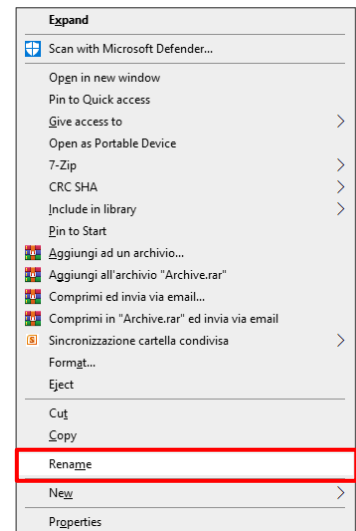 Expand
Scan with Microsoft Defender...
Open in new window
Pin to Quick access
Give access to
Open as Portable Device
7-Zip
CRC SHA
Include in library
Pin to Start
Aggiungi ad un archivio...
Aggiungi all'archivio "Archive.rar"
Comprimi ed invia via email...
Comprimi in "Archive.rar" ed invia via email
Sincronizzazione cartella condivisa
Format...
Eject
Cut
Copy
Rename
New
Properties